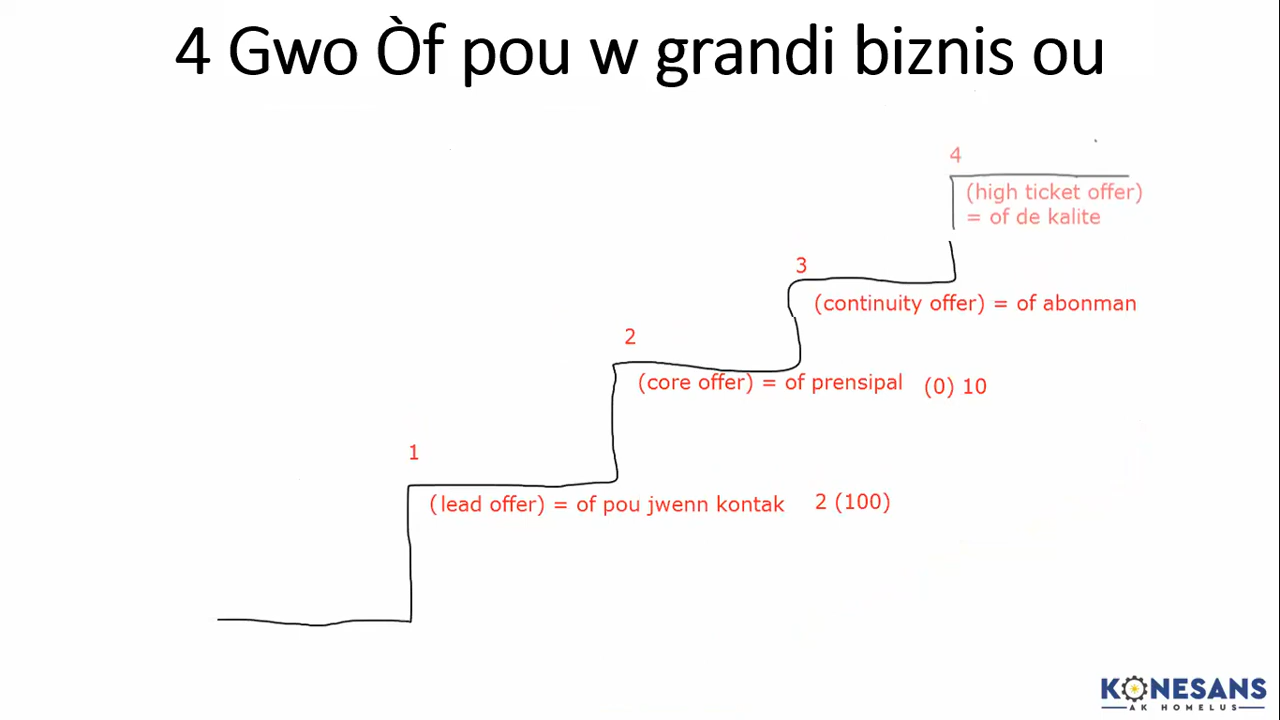 4 Gwo Òf pou w grandi biznis ou
4
(high ticket offer)
= of de kalite
3
(continuity offer) = of abonman
2
(core offer) = of prensipal (0) 10
1
(lead offer) = of pou jwenn kontak 2 (100)
KONESANS
AK HOMELUS